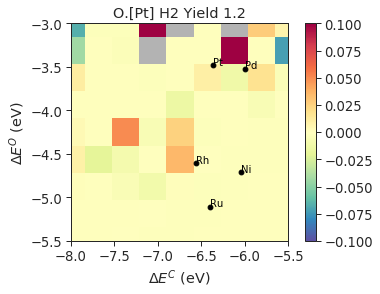 O.[Pt] H2 Yield 1.2
ΔE^O (eV)
−3.0
−3.5
−4.0
−4.5
−5.0
−5.5
Pt
Pd
Rh
Ni
Ru
−8.0 −7.5 −7.0 −6.5 −6.0 −5.5
ΔE^C (eV)
0.100
0.075
0.050
0.025
0.000
−0.025
−0.050
−0.075
−0.100